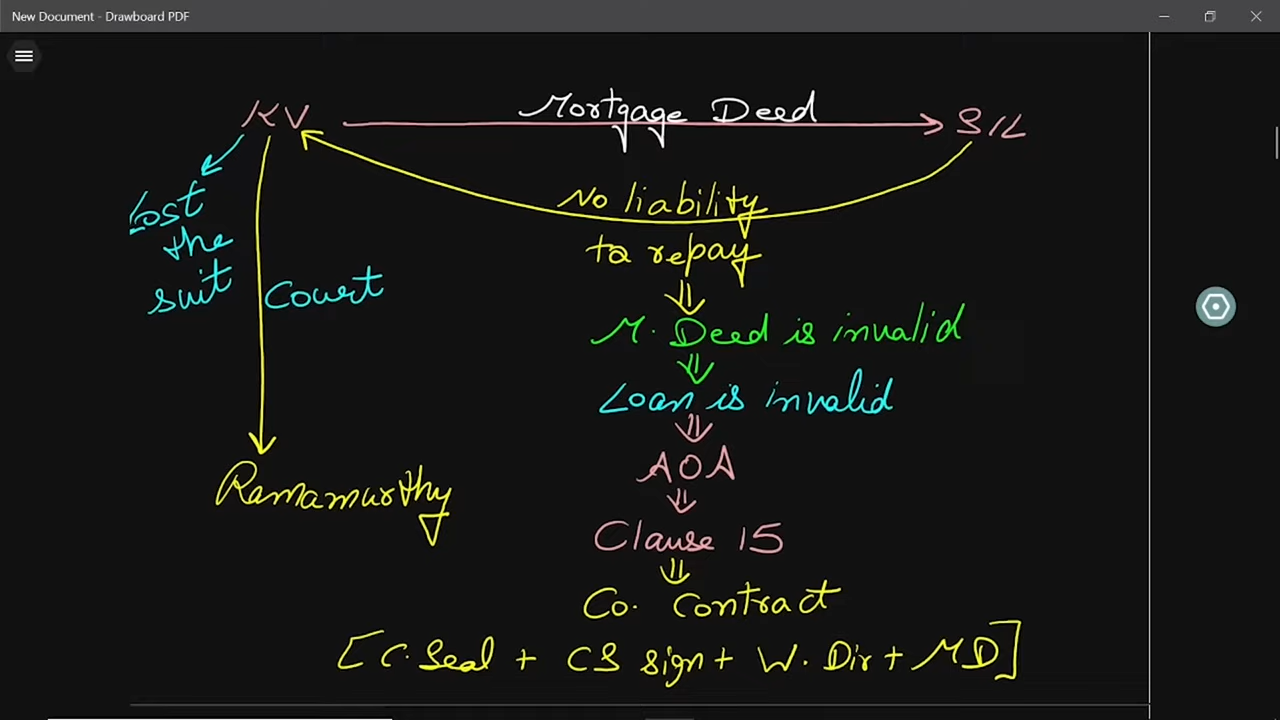 New Document - Drawboard PDF
KV
Mortgage Deed
SIL
Lost
the
suit
Court
No liability
to repay
M. Deed is invalid
Loan is invalid
AOA
Clause 15
Ramamurthy
Co. Contract
[C. Seal + CS sign + W. Dir + MD]